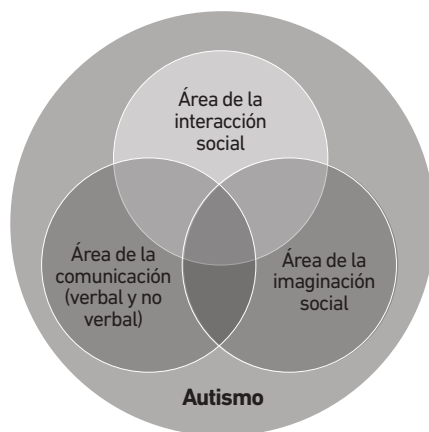 Área de la
interacción
social
Área de la
comunicación
(verbal y no
verbal)
Área de la
imaginación
social
Autismo